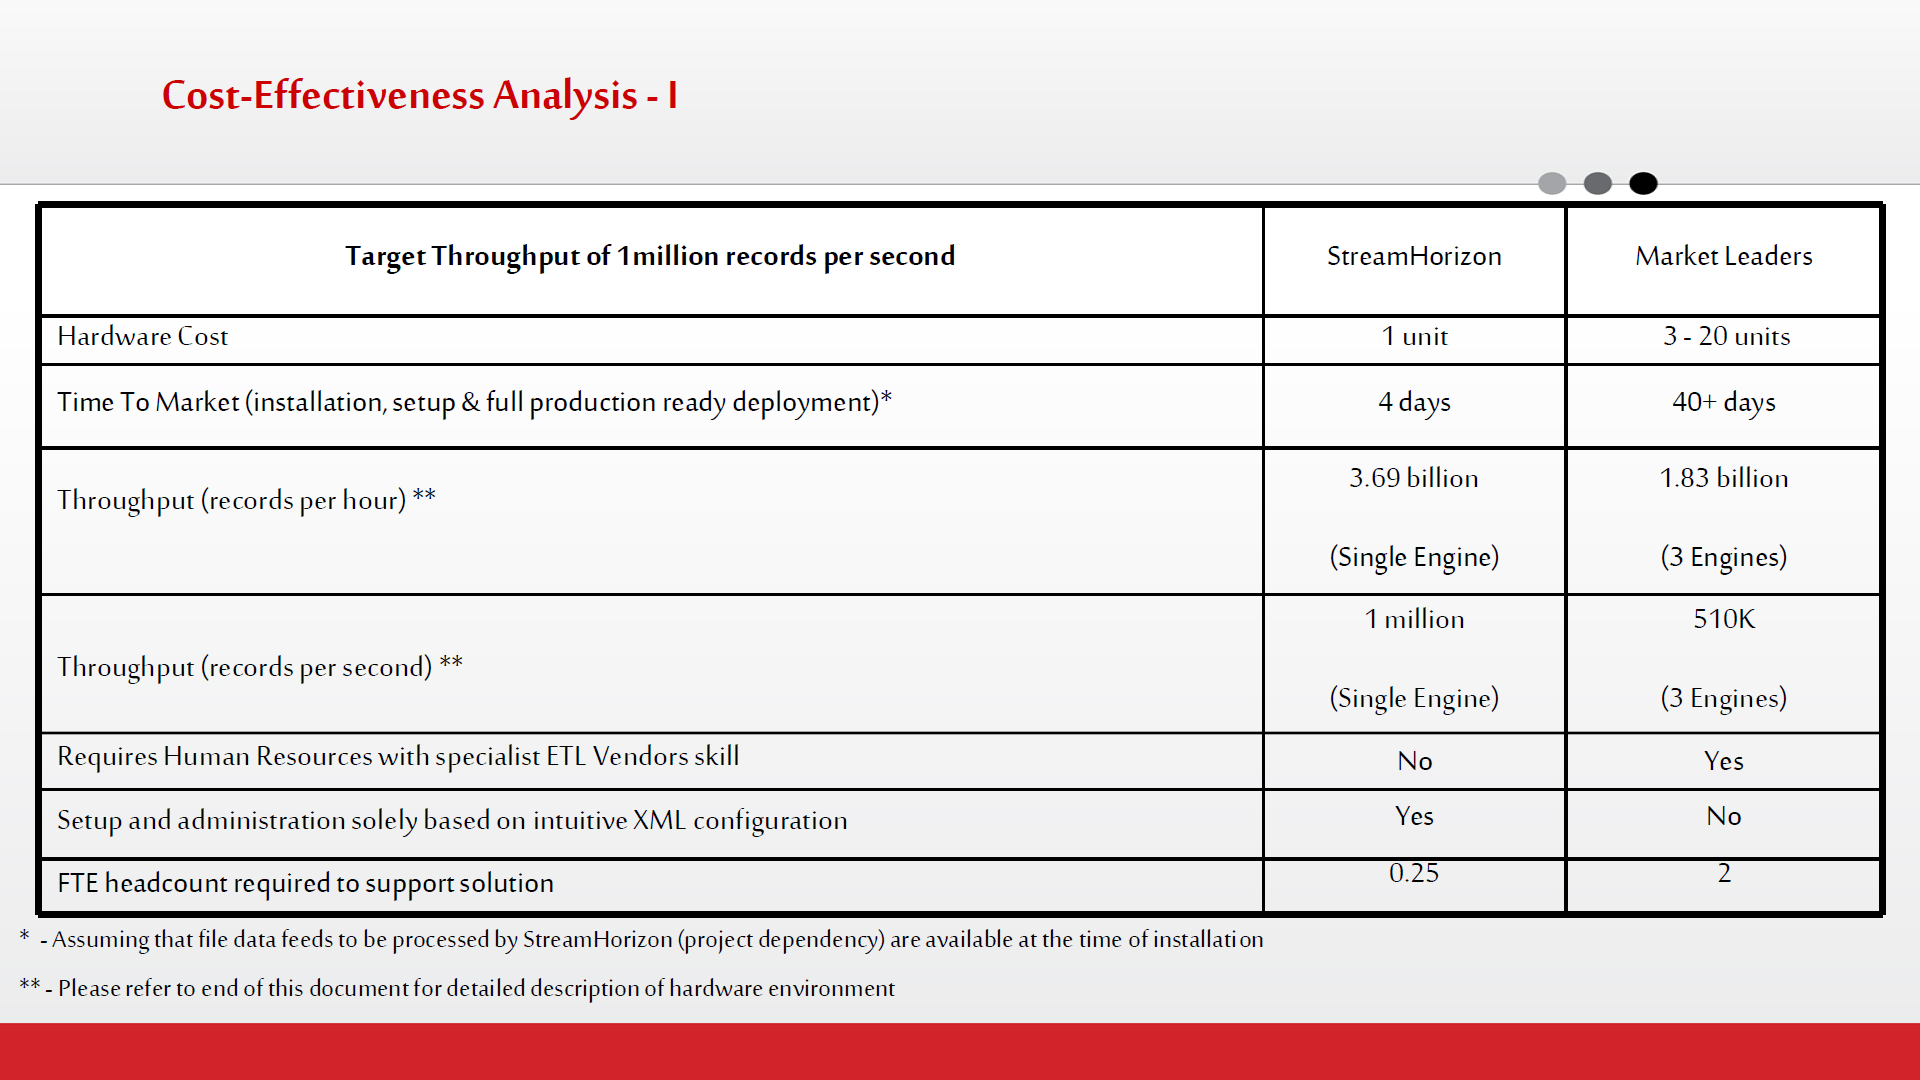 Cost-Effectiveness Analysis - I
Target Throughput of 1million records per second StreamHorizon Market Leaders
Hardware Cost 1 unit 3 - 20 units
Time To Market (installation, setup & full production ready deployment)* 4 days 40+ days
Throughput (records per hour) ** 3.69 billion 1.83 billion
(Single Engine) (3 Engines)
Throughput (records per second) ** 1 million 510K
(Single Engine) (3 Engines)
Requires Human Resources with specialist ETL Vendors skill No Yes
Setup and administration solely based on intuitive XML configuration Yes No
FTE headcount required to support solution 0.25 2
* - Assuming that file data feeds to be processed by StreamHorizon (project dependency) are available at the time of installation
** - Please refer to end of this document for detailed description of hardware environment